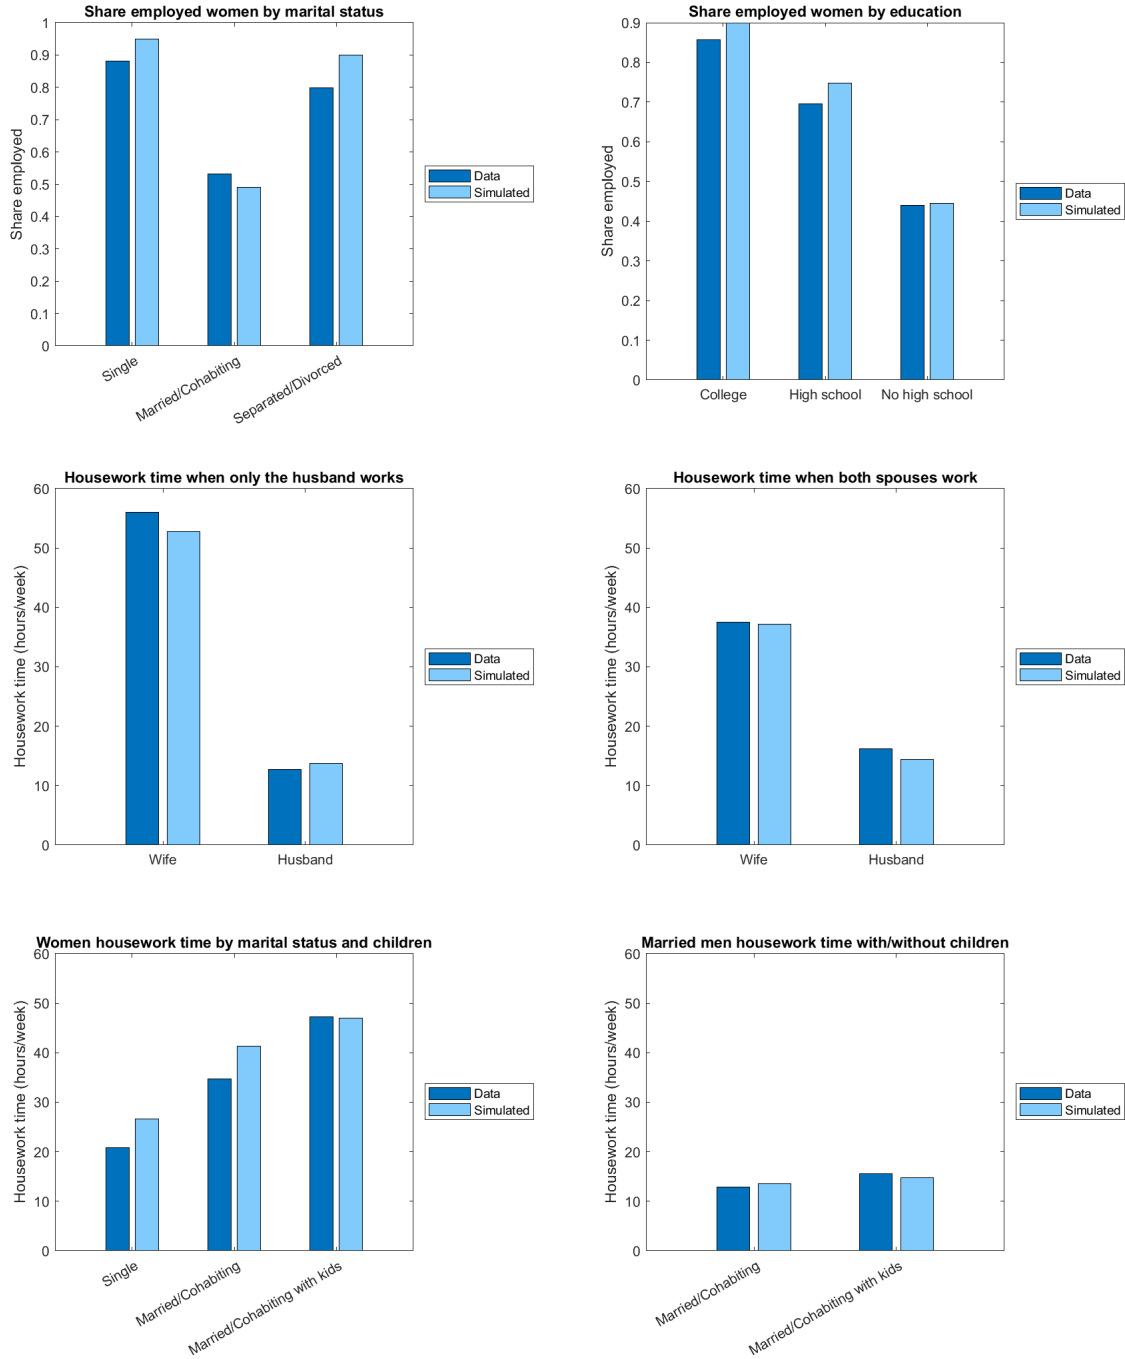 Share employed women by marital status
1
0.9
0.8
0.7
0.6
0.5
0.4
0.3
0.2
0.1
0
Share employed
Single
Married/Cohabiting
Separated/Divorced
Data
Simulated
Share employed women by education
0.9
0.8
0.7
0.6
0.5
0.4
0.3
0.2
0.1
0
Share employed
College
High school
No high school
Data
Simulated
Housework time when only the husband works
60
50
40
30
20
10
0
Housework time (hours/week)
Wife
Husband
Data
Simulated
Housework time when both spouses work
60
50
40
30
20
10
0
Housework time (hours/week)
Wife
Husband
Data
Simulated
Women housework time by marital status and children
60
50
40
30
20
10
0
Housework time (hours/week)
Single
Married/Cohabiting
Married/Cohabiting with kids
Data
Simulated
Married men housework time with/without children
60
50
40
30
20
10
0
Housework time (hours/week)
Married/Cohabiting
Married/Cohabiting with kids
Data
Simulated